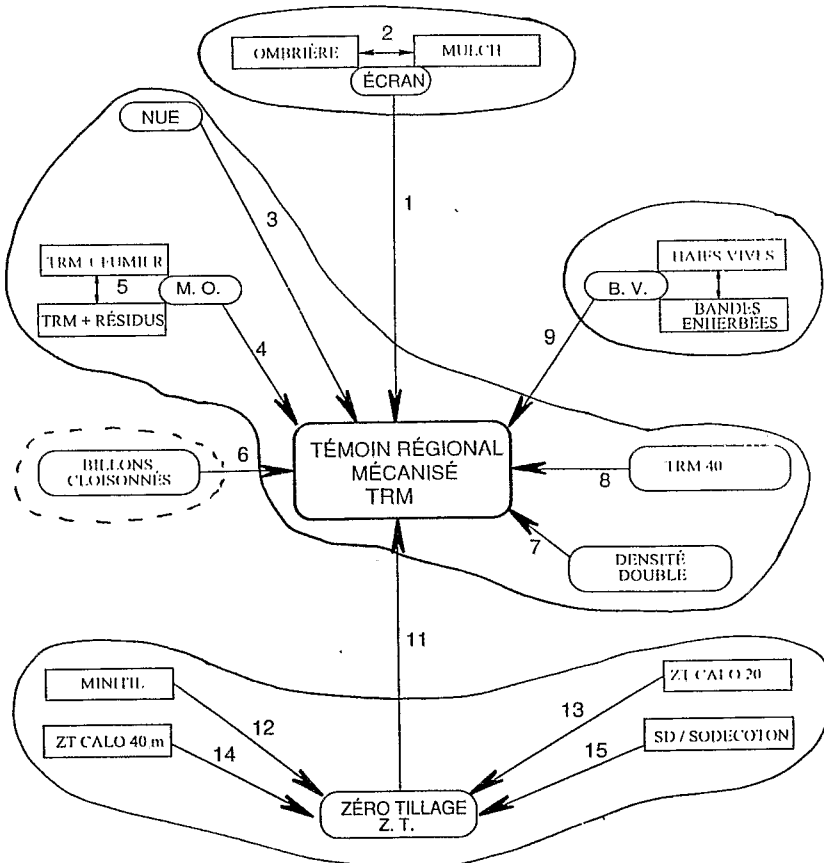 2
OMBRIÈRE
MULCH
ÉCRAN
NUE
1
3
TRM + FUMIER
5
M. O.
TRM + RÉSIDUS
4
HAIES VIVES
B. V.
BANDES
ENHERBÉES
9
6
BILLONS
CLOISONNÉS
TÉMOIN RÉGIONAL
MÉCANISÉ
TRM
8
TRM 40
7
DENSITÉ
DOUBLE
11
MINITIL
12
ZT CALO 40 m
14
ZT CALO 20
13
SD / SODECOTON
15
ZÉRO TILLAGE
Z. T.